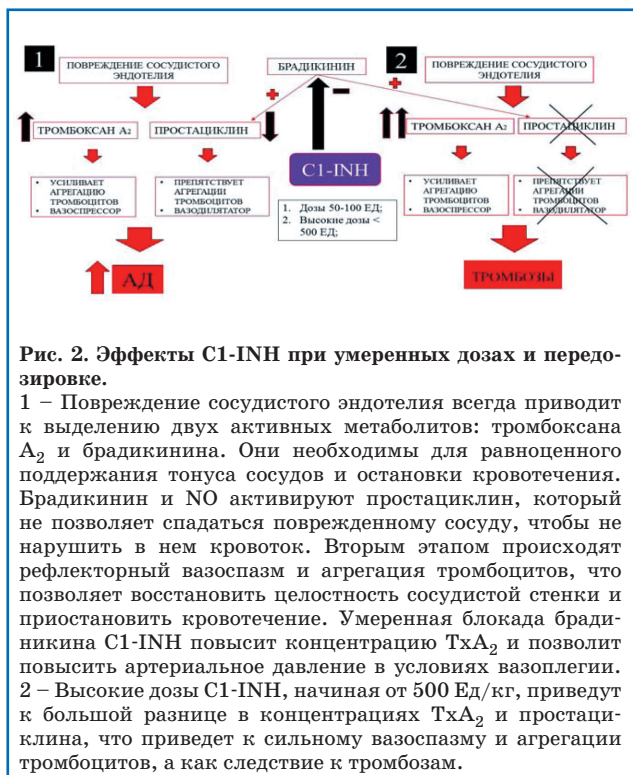 1
ПОВРЕЖДЕНИЕ СОСУДИСТОГО
ЭНДОТЕЛИЯ
БРАДИКИНИН
2
ПОВРЕЖДЕНИЕ СОСУДИСТОГО
ЭНДОТЕЛИЯ
+
−
+
ТРОМБОКСАН А2
ПРОСТАЦИКЛИН
ТРОМБОКСАН А2
ПРОСТАЦИКЛИН
C1-INH
• УСИЛИВАЕТ
АГРЕГАЦИЮ
ТРОМБОЦИТОВ
• ВАЗОСПРЕССОР
• ПРЕПЯТСТВУЕТ
АГРЕГАЦИИ
ТРОМБОЦИТОВ
• ВАЗОДИЛЯТАТОР
1. Дозы 50-100 ЕД;
2. Высокие дозы <
500 ЕД;
• УСИЛИВАЕТ
АГРЕГАЦИЮ
ТРОМБОЦИТОВ
• ВАЗОСПРЕССОР
• ПРЕПЯТСТВУЕТ
АГРЕГАЦИИ
ТРОМБОЦИТОВ
• ВАЗОДИЛЯТАТОР
АД
ТРОМБОЗЫ
Рис. 2. Эффекты C1-INH при умеренных дозах и передо-
зировке.
1 – Повреждение сосудистого эндотелия всегда приводит
к выделению двух активных метаболитов: тромбоксана
А2 и брадикинина. Они необходимы для равноценного
поддержания тонуса сосудов и остановки кровотечения.
Брадикинин и NO активируют простациклин, который
не позволяет спадаться поврежденному сосуду, чтобы не
нарушить в нем кровоток. Вторым этапом происходят
рефлекторный вазоспазм и агрегация тромбоцитов, что
позволяет восстановить целостность сосудистой стенки и
приостановить кровотечение. Умеренная блокада бради-
никина C1-INH повысит концентрацию TxA2 и позволит
повысить артериальное давление в условиях вазоплегии.
2 – Высокие дозы C1-INH, начиная от 500 Ед/кг, приведут
к большой разнице в концентрациях TxA2 и простаци-
клина, что приведет к сильному вазоспазму и агрегации
тромбоцитов, а как следствие к тромбозам.